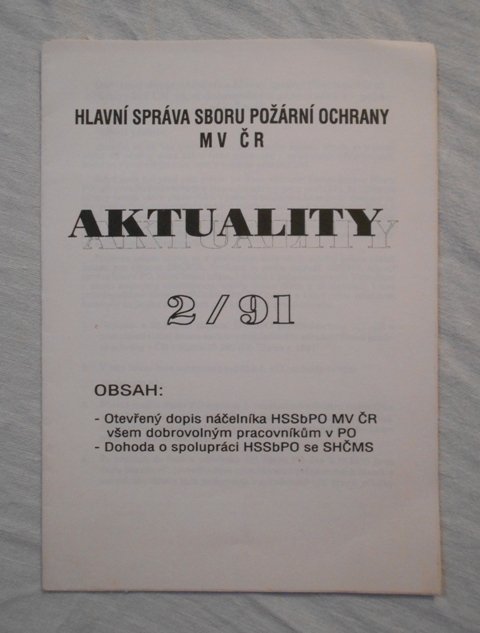 HLAVNÍ SPRÁVA SBORU POŽÁRNÍ OCHRANY
MV ČR
AKTUALITY
2/91
OBSAH:
- Otevřený dopis náčelníka HSSbPO MV ČR
všem dobrovolným pracovníkům v PO
- Dohoda o spolupráci HSSbPO se SHČMS